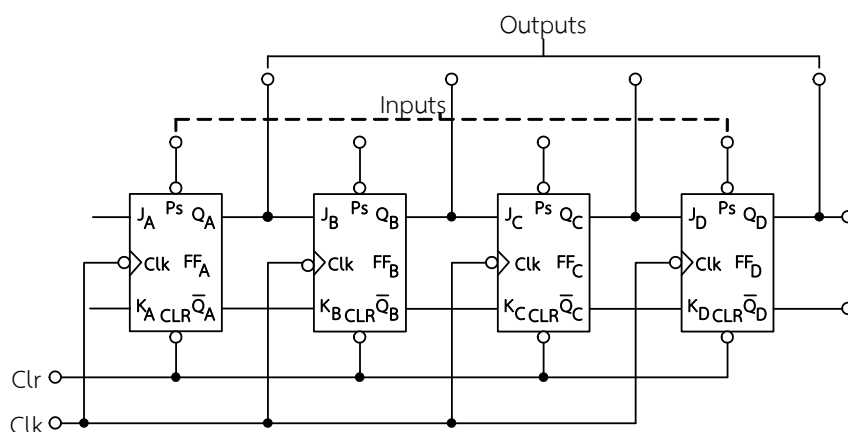 Outputs
Inputs
J_A Ps Q_A J_B Ps Q_B J_C Ps Q_C J_D Ps Q_D
Clk FF_A Clk FF_B Clk FF_C Clk FF_D
K_A CLR Q̅_A K_B CLR Q̅_B K_C CLR Q̅_C K_D CLR Q̅_D
Clr
Clk